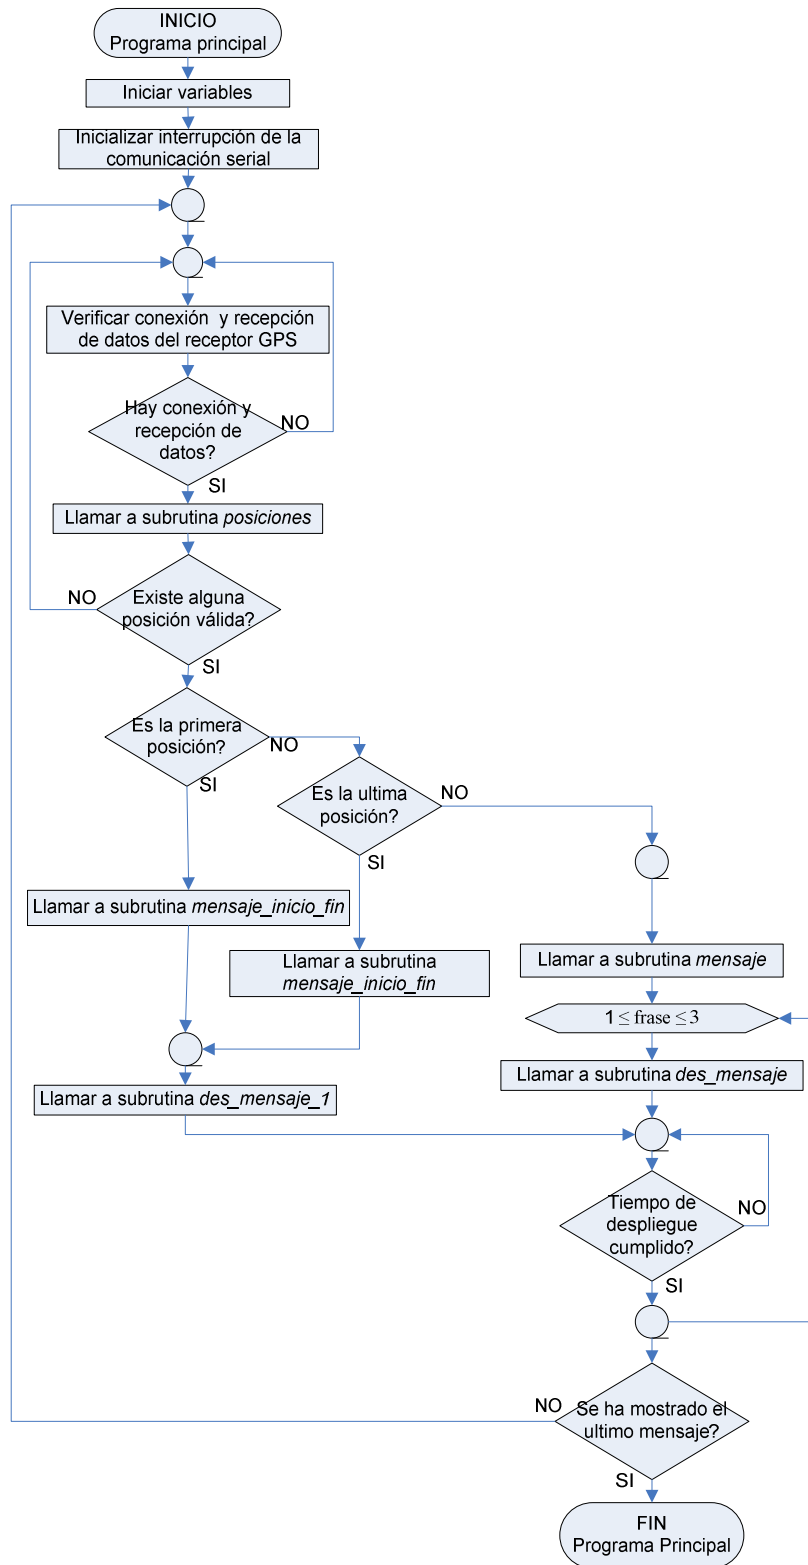 INICIO
Programa principal
Iniciar variables
Inicializar interrupción de la
comunicación serial
Verificar conexión y recepción
de datos del receptor GPS
Hay conexión y
recepción de
datos?
NO
SI
Llamar a subrutina posiciones
NO
Existe alguna
posición válida?
SI
Es la primera
posición?
NO
SI
Es la ultima
posición?
NO
SI
Llamar a subrutina mensaje_inicio_fin
Llamar a subrutina
mensaje_inicio_fin
Llamar a subrutina mensaje
1 ≤ frase ≤ 3
Llamar a subrutina des_mensaje
Llamar a subrutina des_mensaje_1
Tiempo de
despliegue
cumplido?
NO
SI
NO
Se ha mostrado el
ultimo mensaje?
SI
FIN
Programa Principal